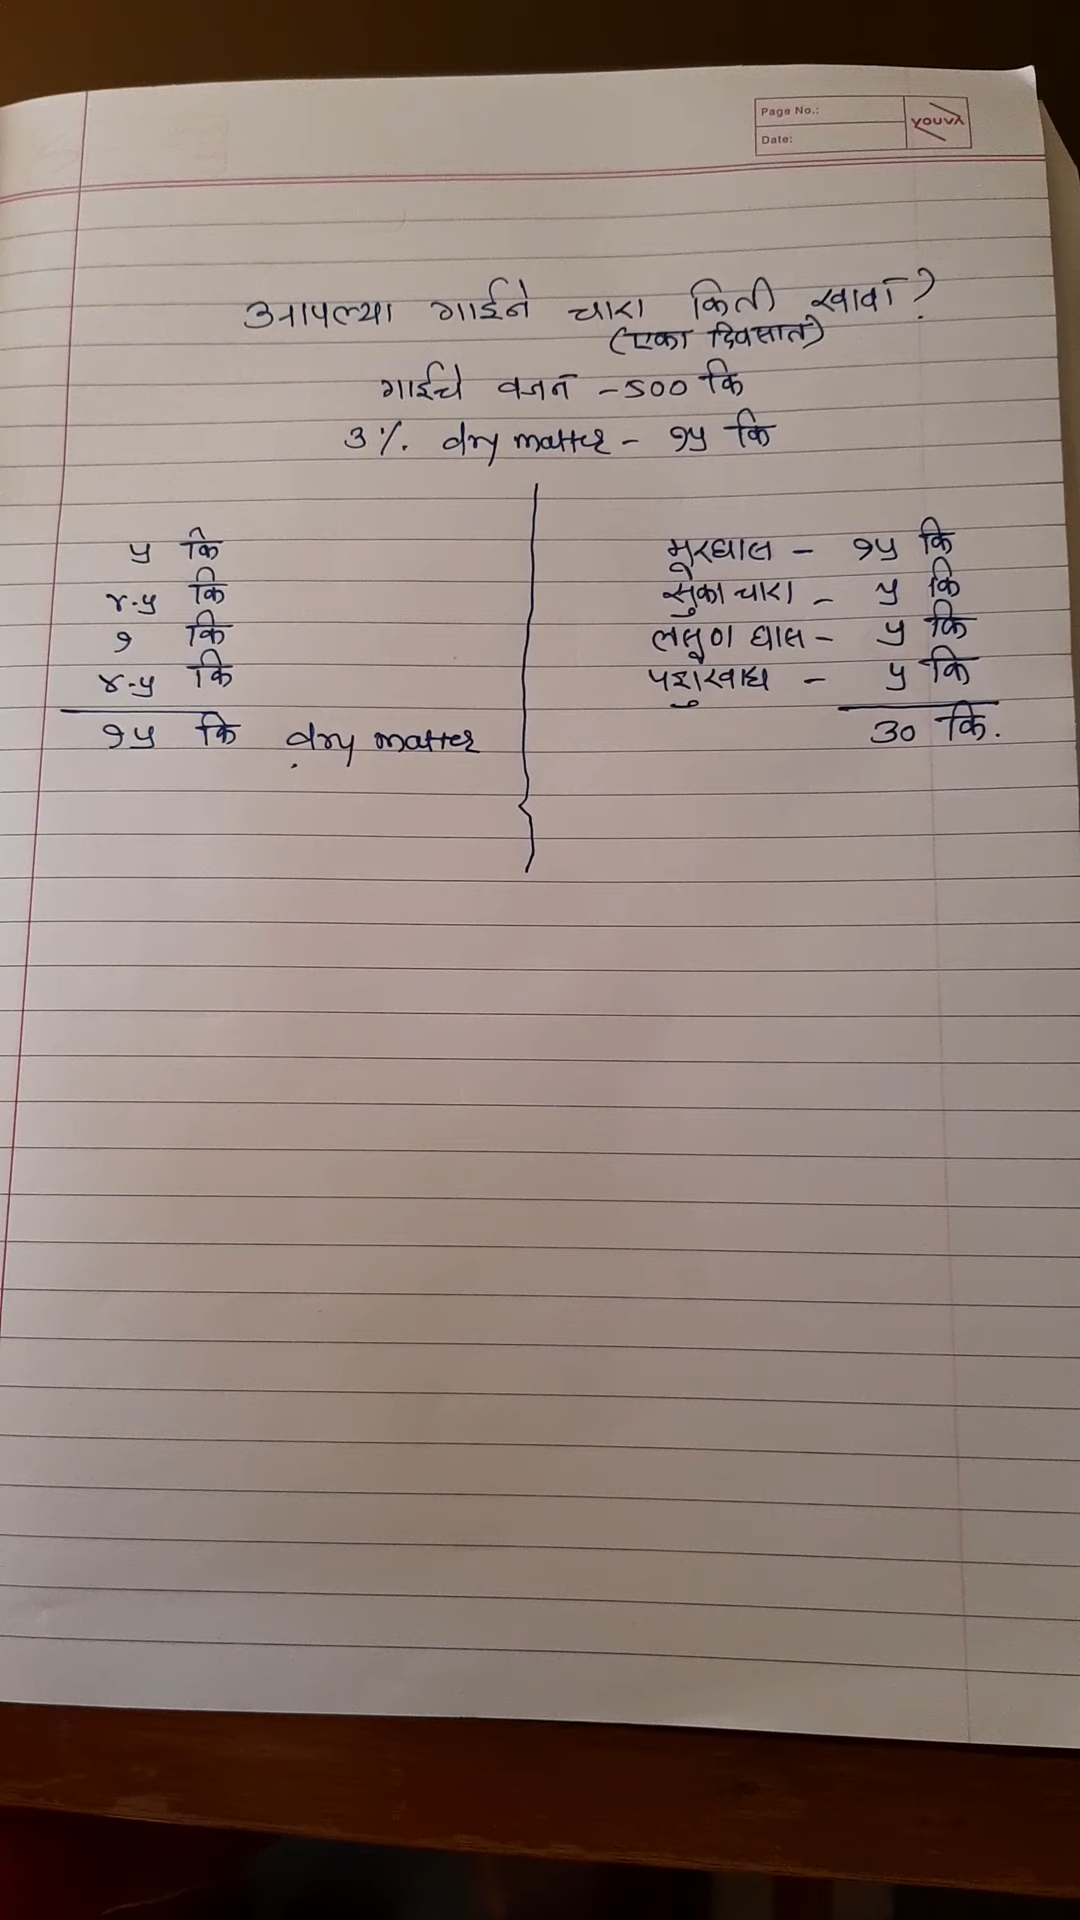 Page No.:
Date:
YOUVA
आपल्या गाईने चारा किती खावा?
(एका दिवसात)
गाईचे वजन - 500 कि
3%. dry matter - १५ कि
५ कि
४.५ कि
१ कि
४.५ कि
१५ कि dry matter
मूरघास - १५ कि
सुका चारा - ५ कि
लसूण घास - ५ कि
पशुखाद्य - ५ कि
30 कि.